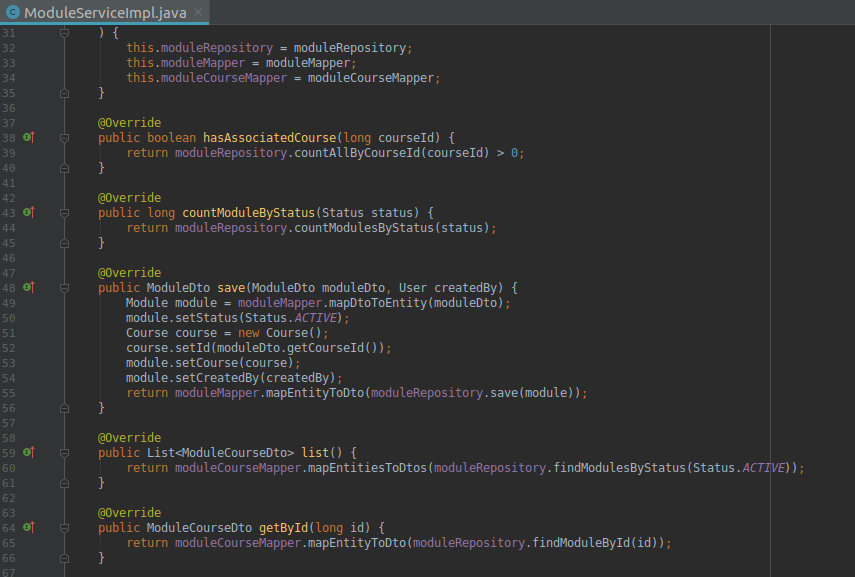 ModuleServiceImpl.java
31 ) {
32 this.moduleRepository = moduleRepository;
33 this.moduleMapper = moduleMapper;
34 this.moduleCourseMapper = moduleCourseMapper;
35 }
36
37 @Override
38 public boolean hasAssociatedCourse(long courseId) {
39 return moduleRepository.countAllByCourseId(courseId) > 0;
40 }
41
42 @Override
43 public long countModuleByStatus(Status status) {
44 return moduleRepository.countModulesByStatus(status);
45 }
46
47 @Override
48 public ModuleDto save(ModuleDto moduleDto, User createdBy) {
49 Module module = moduleMapper.mapDtoToEntity(moduleDto);
50 module.setStatus(Status.ACTIVE);
51 Course course = new Course();
52 course.setId(moduleDto.getCourseId());
53 module.setCourse(course);
54 module.setCreatedBy(createdBy);
55 return moduleMapper.mapEntityToDto(moduleRepository.save(module));
56 }
57
58 @Override
59 public List<ModuleCourseDto> list() {
60 return moduleCourseMapper.mapEntitiesToDtos(moduleRepository.findModulesByStatus(Status.ACTIVE));
61 }
62
63 @Override
64 public ModuleCourseDto getById(long id) {
65 return moduleCourseMapper.mapEntityToDto(moduleRepository.findModuleById(id));
66 }
67